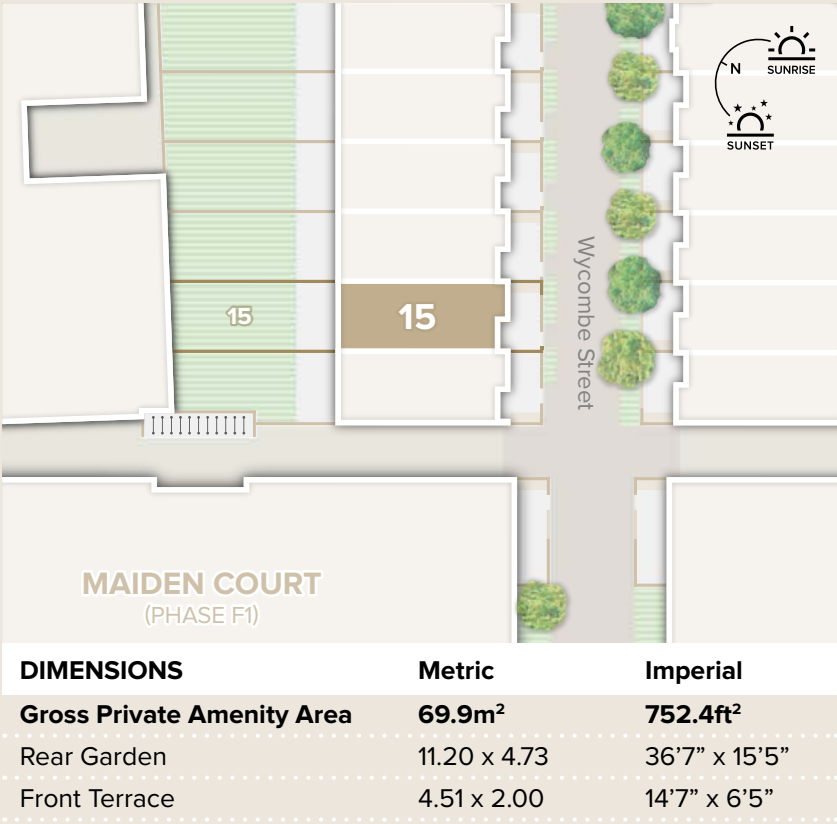 N
SUNRISE
SUNSET
Wycombe Street
15
15
MAIDEN COURT
(PHASE F1)
DIMENSIONS Metric Imperial
Gross Private Amenity Area 69.9m² 752.4ft²
Rear Garden 11.20 x 4.73 36’7” x 15’5”
Front Terrace 4.51 x 2.00 14’7” x 6’5”